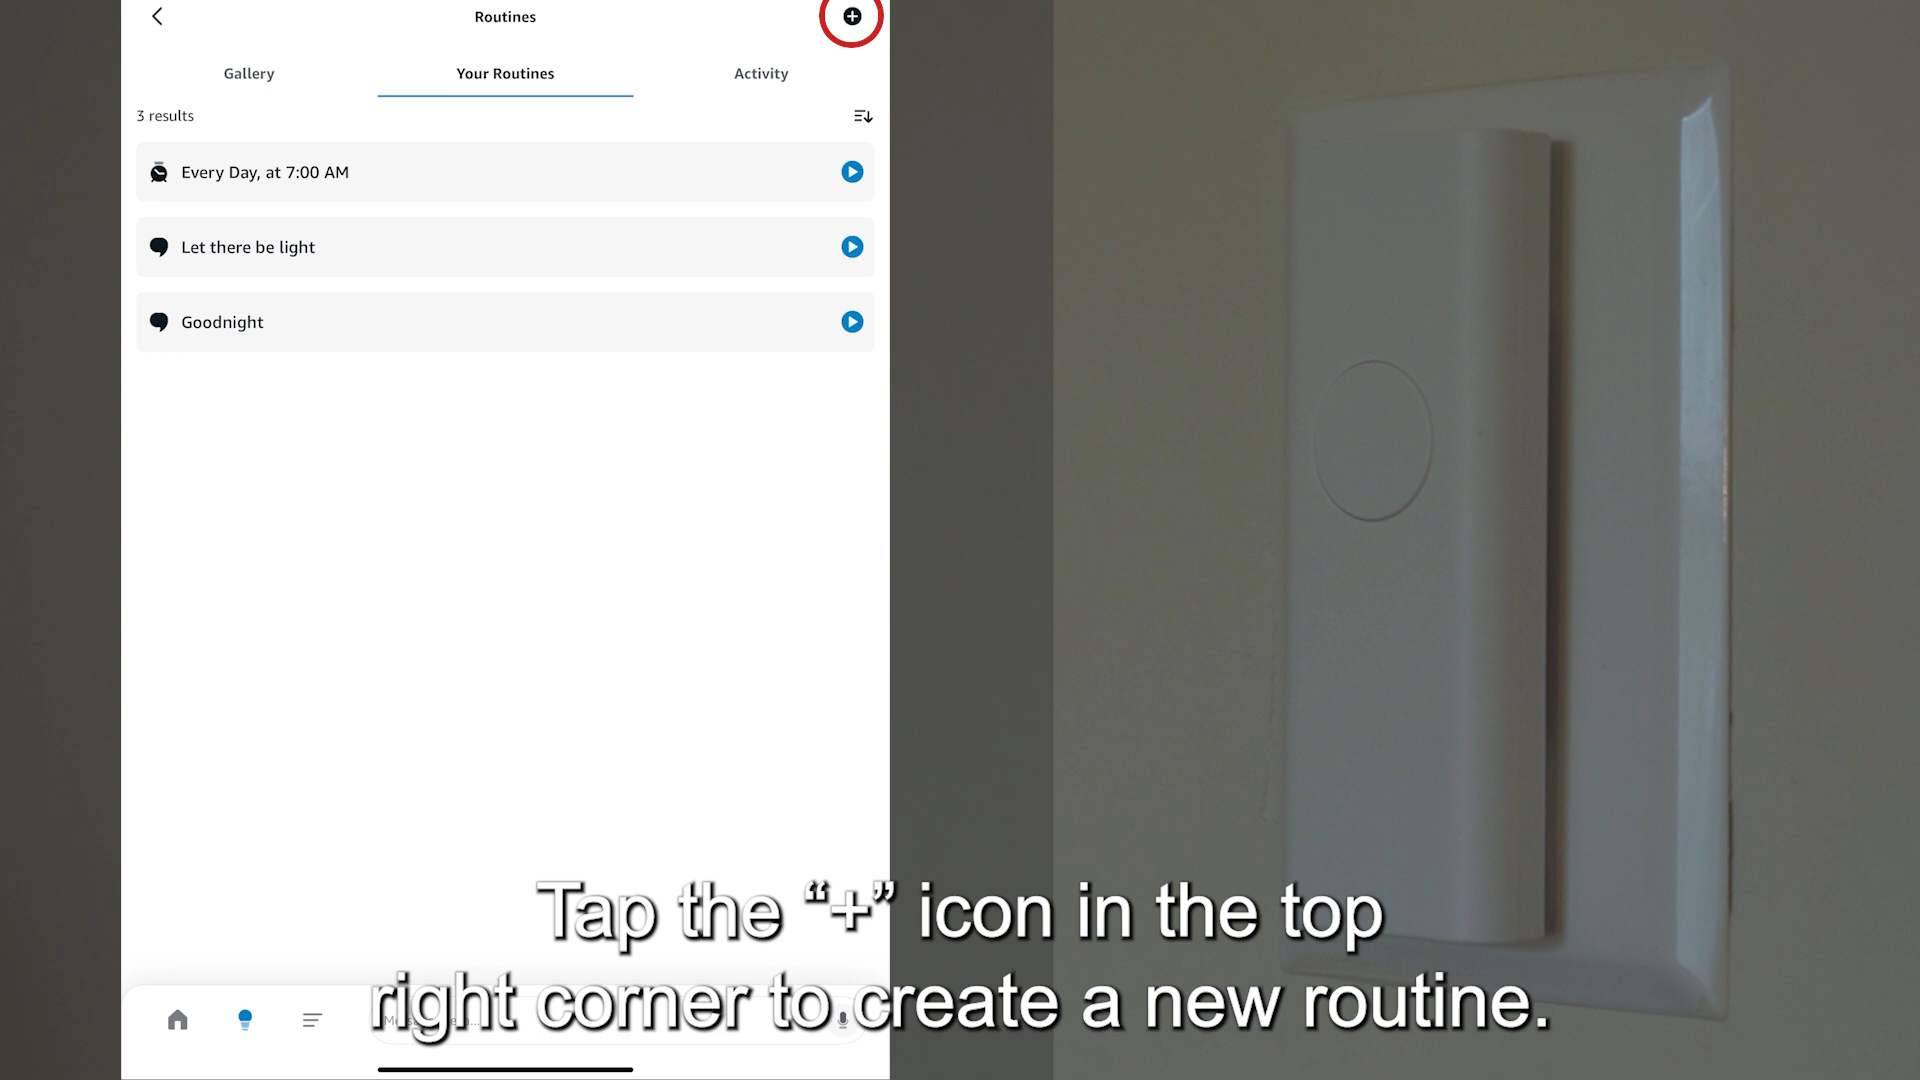 Routines
Gallery
Your Routines
Activity
3 results
Every Day, at 7:00 AM
Let there be light
Goodnight
Tap the “+” icon in the top
right corner to create a new routine.